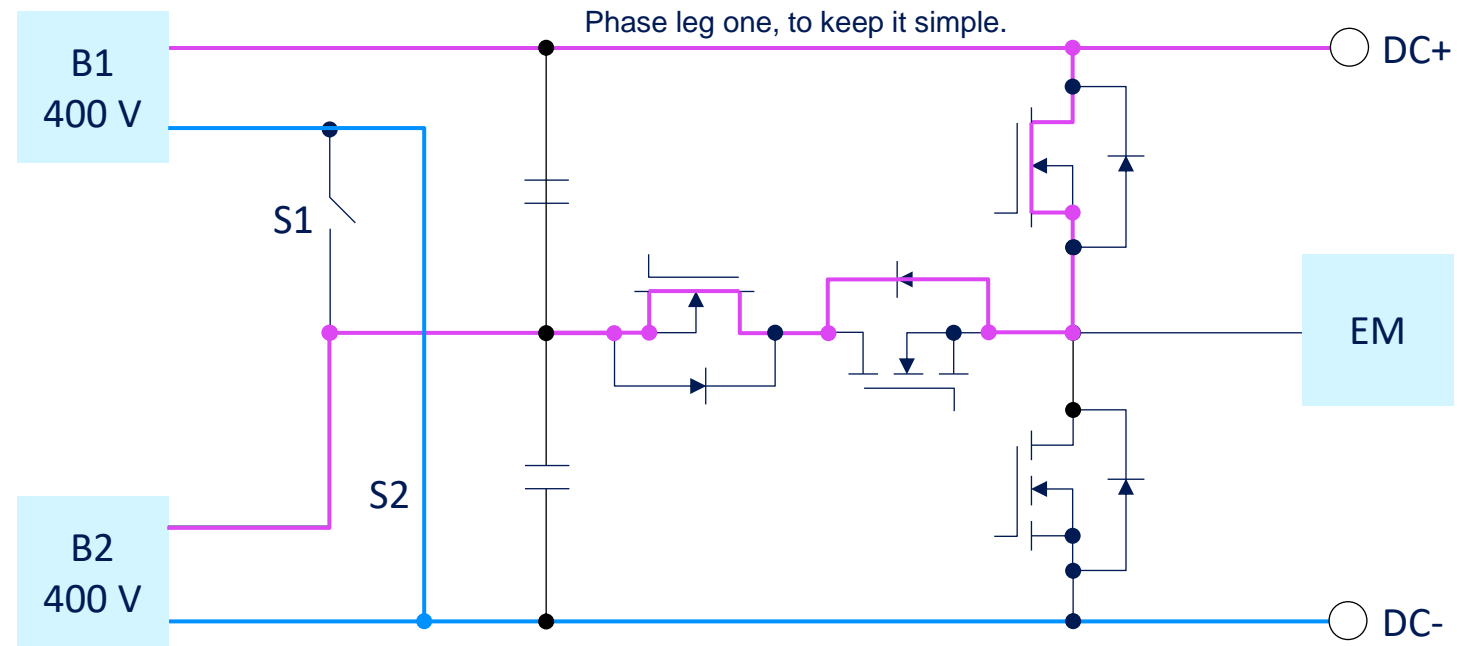 Phase leg one, to keep it simple.
B1
400 V
DC+
S1
EM
S2
B2
400 V
DC-